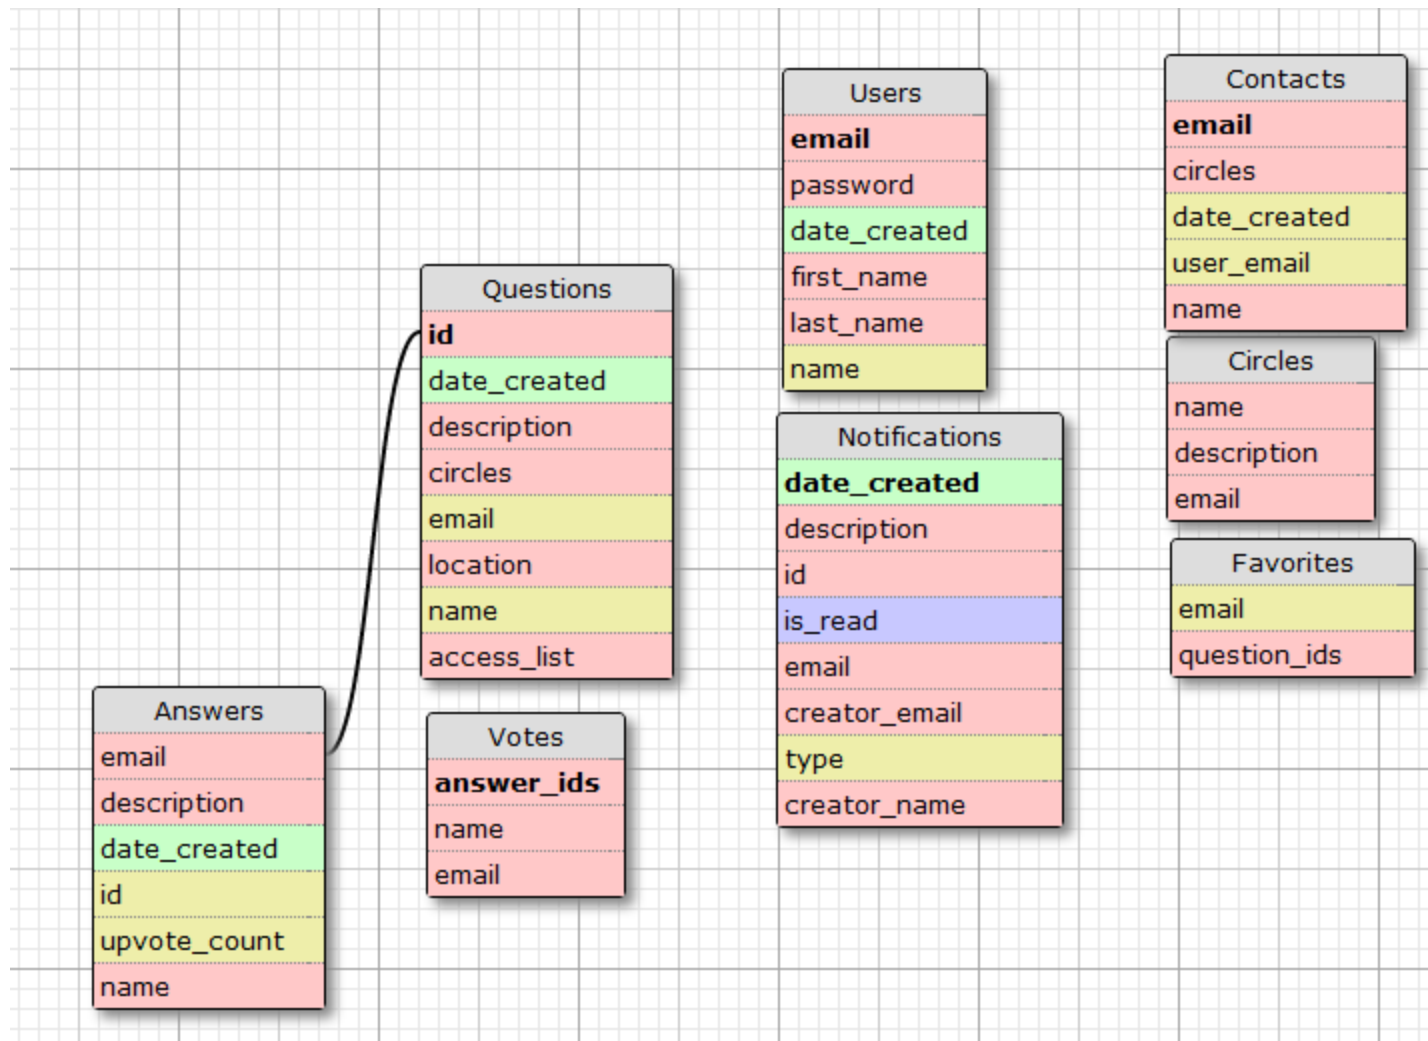 Users
email
password
date_created
first_name
last_name
name
Contacts
email
circles
date_created
user_email
name
Questions
id
date_created
description
circles
email
location
name
access_list
Circles
name
description
email
Notifications
date_created
description
id
is_read
email
creator_email
type
creator_name
Favorites
email
question_ids
Answers
email
description
date_created
id
upvote_count
name
Votes
answer_ids
name
email